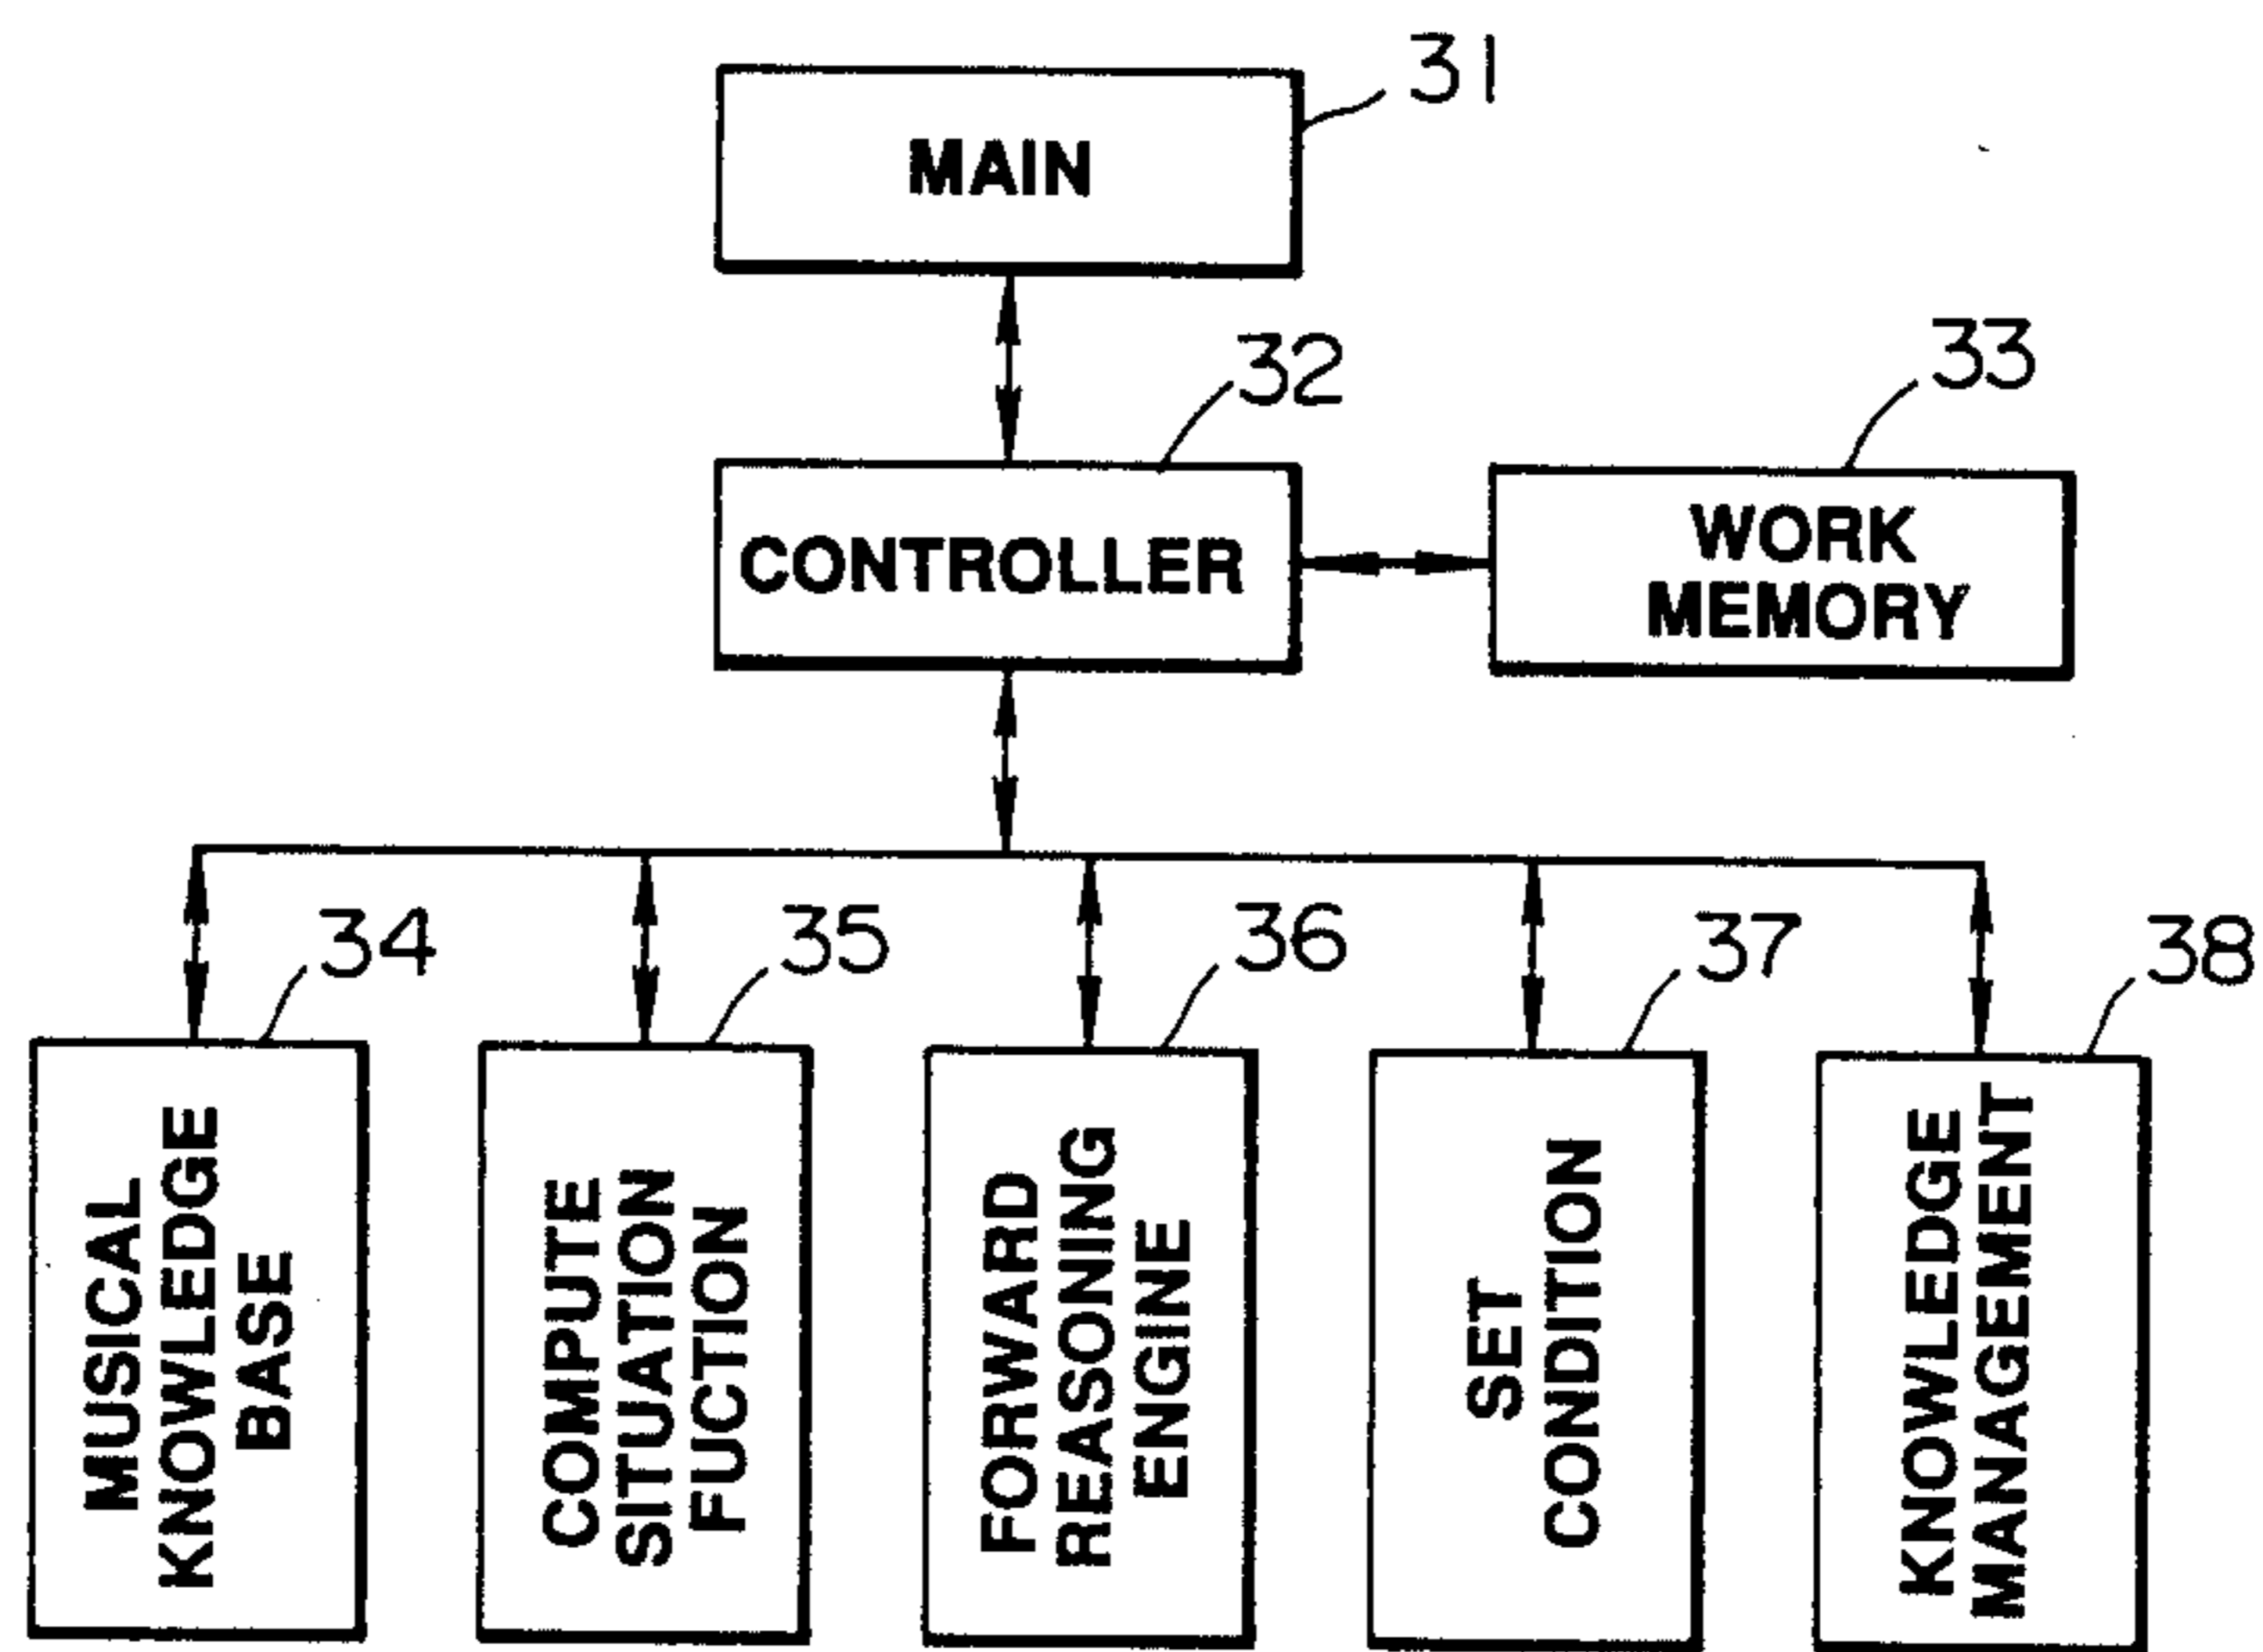 31
MAIN
32
33
CONTROLLER
WORK
MEMORY
34
35
36
37
38
MUSICAL
KNOWLEDGE
BASE
COMPUTE
SITUATION
FUCTION
FORWARD
REASONING
ENGINE
SET
CONDITION
KNOWLEDGE
MANAGEMENT